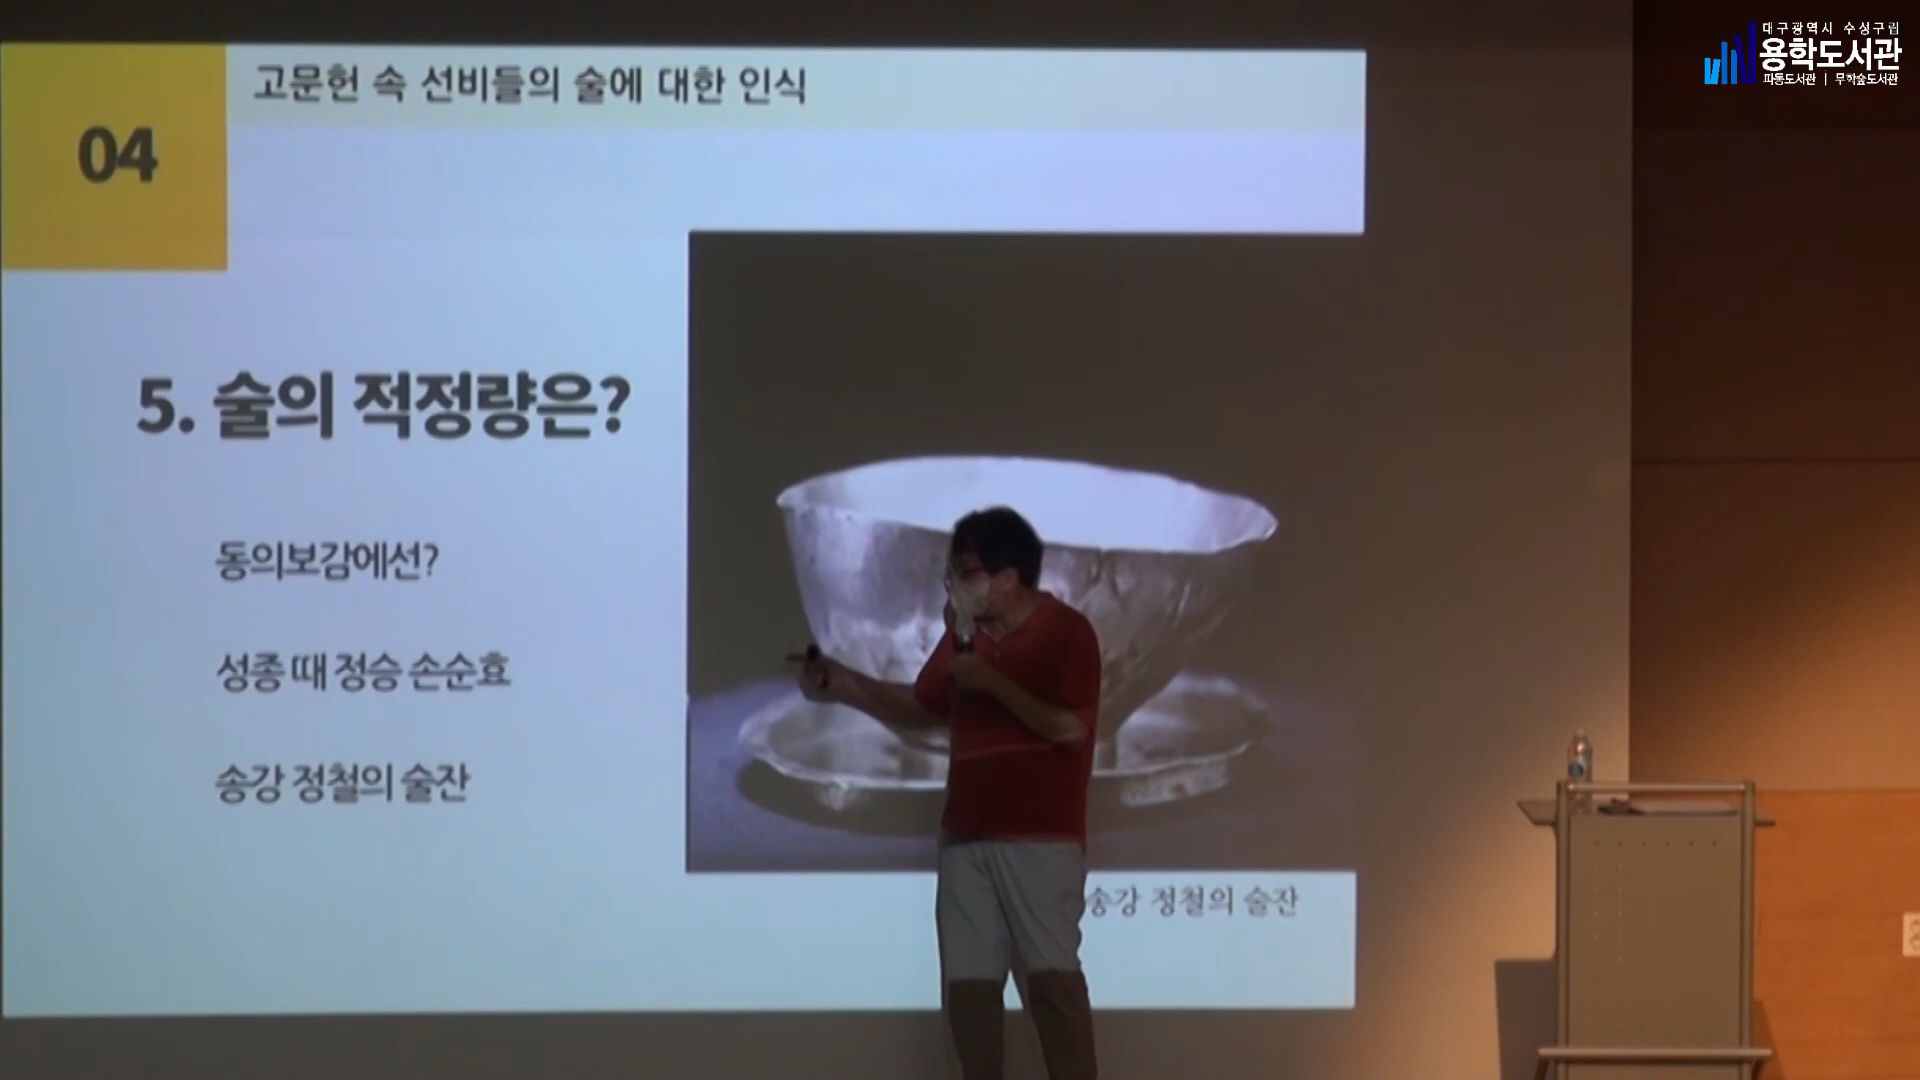 대구광역시 수성구립
용학도서관
파동도서관 | 무학숲도서관
04
고문헌 속 선비들의 술에 대한 인식
5. 술의 적정량은?
동의보감에선?
성종 때 정승 손순효
송강 정철의 술잔
송강 정철의 술잔